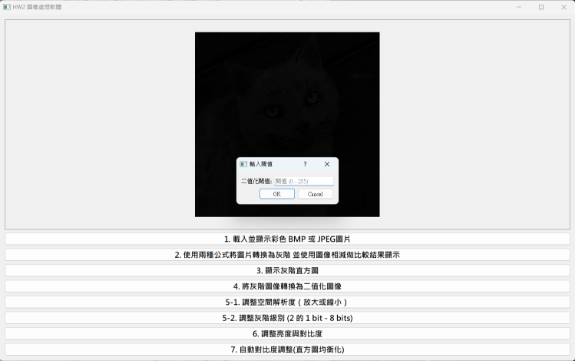 HW2 圖像處理軟體
輸入閾值
二值化閾值:
閾值 (0 - 255)
OK
Cancel
1. 載入並顯示彩色 BMP 或 JPEG圖片
2. 使用兩種公式將圖片轉換為灰階 並使用圖像相減做比較結果顯示
3. 顯示灰階直方圖
4. 將灰階圖像轉換為二值化圖像
5-1. 調整空間解析度 ( 放大或縮小 )
5-2. 調整灰階級別 (2 的 1 bit - 8 bits)
6. 調整亮度與對比度
7. 自動對比度調整(直方圖均衡化)